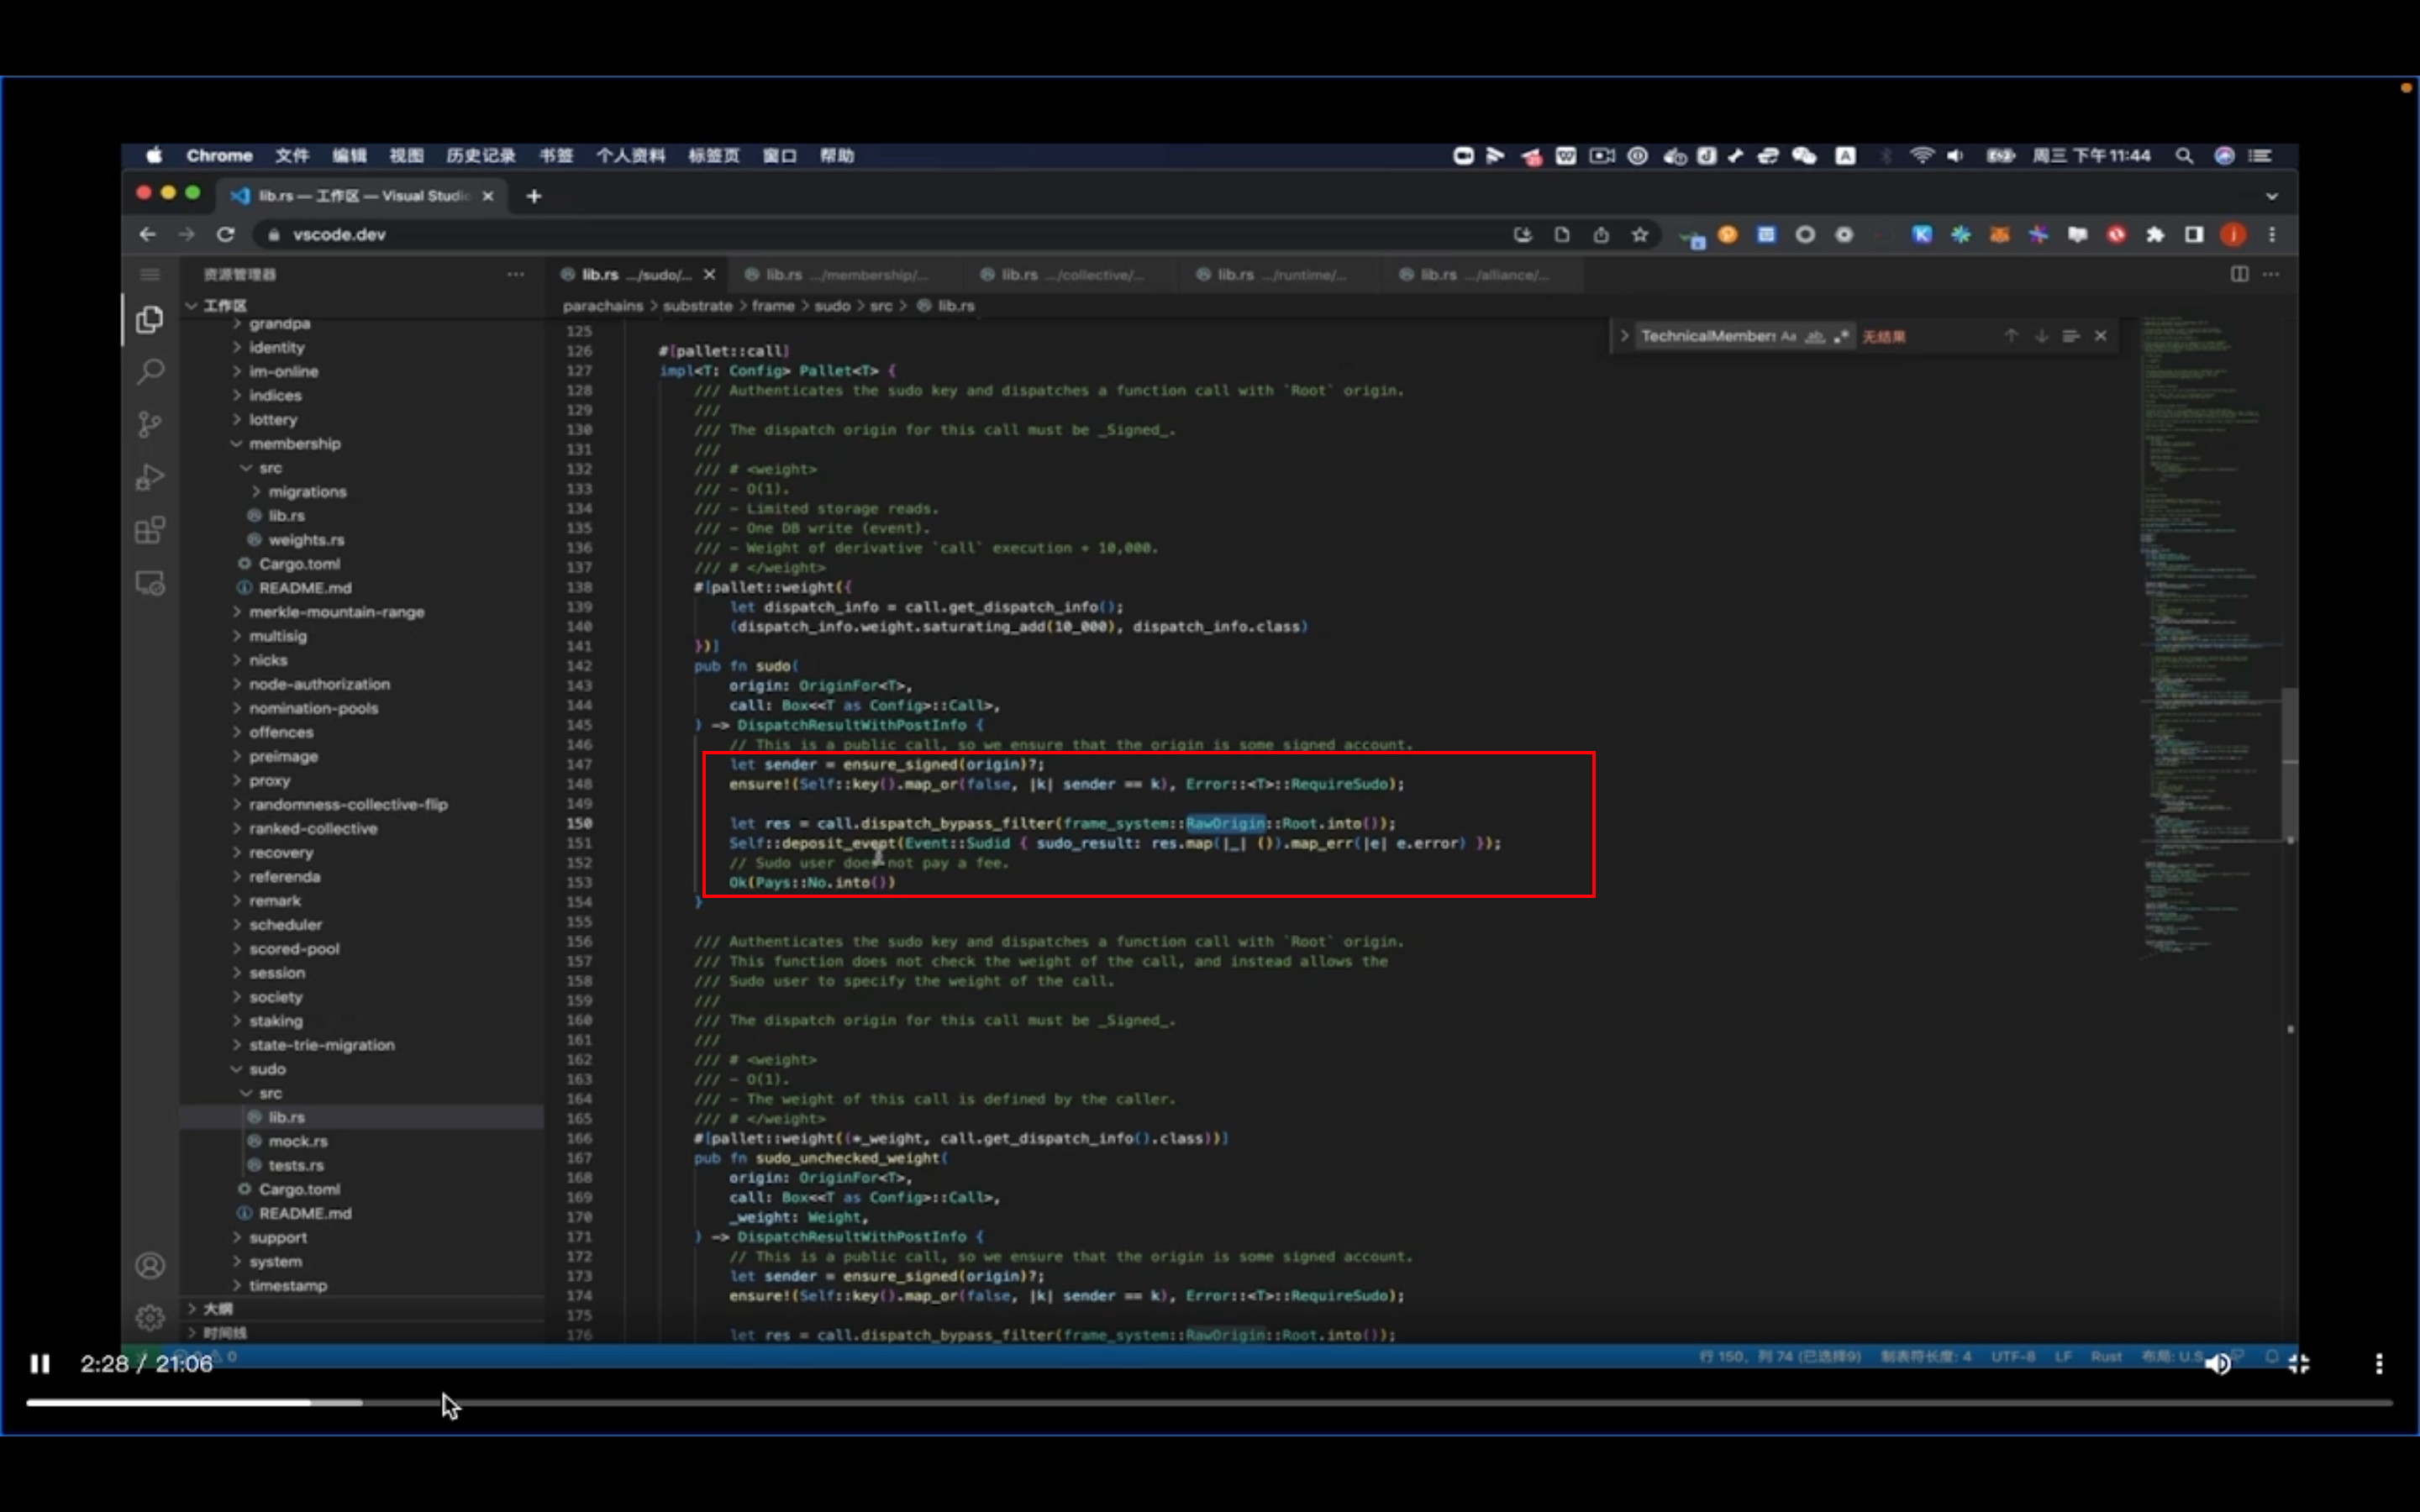 Chrome 文件 编辑 视图 历史记录 书签 个人资料 标签页 窗口 帮助
周三 下午11:44
lib.rs — 工作区 — Visual Studio
vscode.dev
资源管理器
lib.rs .../sudo/...
lib.rs .../membership/...
lib.rs .../collective/...
lib.rs .../runtime/...
lib.rs .../alliance/...
parachains > substrate > frame > sudo > src > lib.rs
TechnicalMember Aa ab 无结果
工作区
grandpa
identity
im-online
indices
lottery
membership
src
migrations
lib.rs
weights.rs
Cargo.toml
README.md
merkle-mountain-range
multisig
nicks
node-authorization
nomination-pools
offences
preimage
proxy
randomness-collective-flip
ranked-collective
recovery
referenda
remark
scheduler
scored-pool
session
society
staking
state-trie-migration
sudo
src
lib.rs
mock.rs
tests.rs
Cargo.toml
README.md
support
system
timestamp
大纲
时间线
125
126 #[pallet::call]
127 impl<T: Config> Pallet<T> {
128 /// Authenticates the sudo key and dispatches a function call with `Root` origin.
129 ///
130 /// The dispatch origin for this call must be _Signed_.
131 ///
132 /// # <weight>
133 /// - O(1).
134 /// - Limited storage reads.
135 /// - One DB write (event).
136 /// - Weight of derivative `call` execution + 10,000.
137 /// # </weight>
138 #[pallet::weight({
139 let dispatch_info = call.get_dispatch_info();
140 (dispatch_info.weight.saturating_add(10_000), dispatch_info.class)
141 })]
142 pub fn sudo(
143 origin: OriginFor<T>,
144 call: Box<<T as Config>::Call>,
145 ) -> DispatchResultWithPostInfo {
146 // This is a public call, so we ensure that the origin is some signed account.
147 let sender = ensure_signed(origin)?;
148 ensure!(Self::key().map_or(false, |k| sender == k), Error::<T>::RequireSudo);
149
150 let res = call.dispatch_bypass_filter(frame_system::RawOrigin::Root.into());
151 Self::deposit_event(Event::Sudid { sudo_result: res.map(|_| ()).map_err(|e| e.error) });
152 // Sudo user does not pay a fee.
153 Ok(Pays::No.into())
154 }
155
156 /// Authenticates the sudo key and dispatches a function call with `Root` origin.
157 /// This function does not check the weight of the call, and instead allows the
158 /// Sudo user to specify the weight of the call.
159 ///
160 /// The dispatch origin for this call must be _Signed_.
161 ///
162 /// # <weight>
163 /// - O(1).
164 /// - The weight of this call is defined by the caller.
165 /// # </weight>
166 #[pallet::weight((*_weight, call.get_dispatch_info().class))]
167 pub fn sudo_unchecked_weight(
168 origin: OriginFor<T>,
169 call: Box<<T as Config>::Call>,
170 _weight: Weight,
171 ) -> DispatchResultWithPostInfo {
172 // This is a public call, so we ensure that the origin is some signed account.
173 let sender = ensure_signed(origin)?;
174 ensure!(Self::key().map_or(false, |k| sender == k), Error::<T>::RequireSudo);
175
176 let res = call.dispatch_bypass_filter(frame_system::RawOrigin::Root.into());
2:28 / 21:06
行 150, 列 74 (已选择9) 制表符长度: 4 UTF-8 LF Rust 布局: U.S.